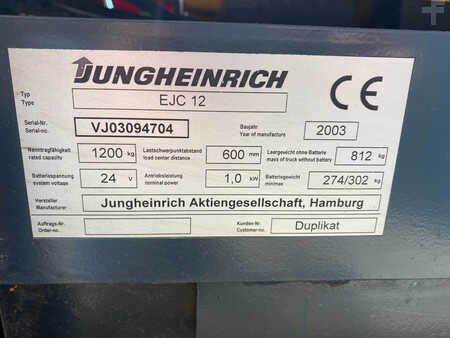 JUNGHEINRICH CE
Typ
Type EJC 12
Serial-Nr.
Serial-no. VJ03094704 Baujahr
Year of manufacture 2003
Nenntragfähigkeit
rated capacity 1200 kg Lastschwerpunktabstand
load center distance 600 mm Leergewicht ohne Batterie
mass of truck without battery 812 kg
Batteriespannung
system voltage 24 v Antriebsleistung
nominal power 1,0 kW Batteriegewicht
min/max 274/302 kg
Hersteller
Manufacturer Jungheinrich Aktiengesellschaft, Hamburg
Auftrags-Nr.
Order-no. Kunden-Nr.
Customer-no. Duplikat